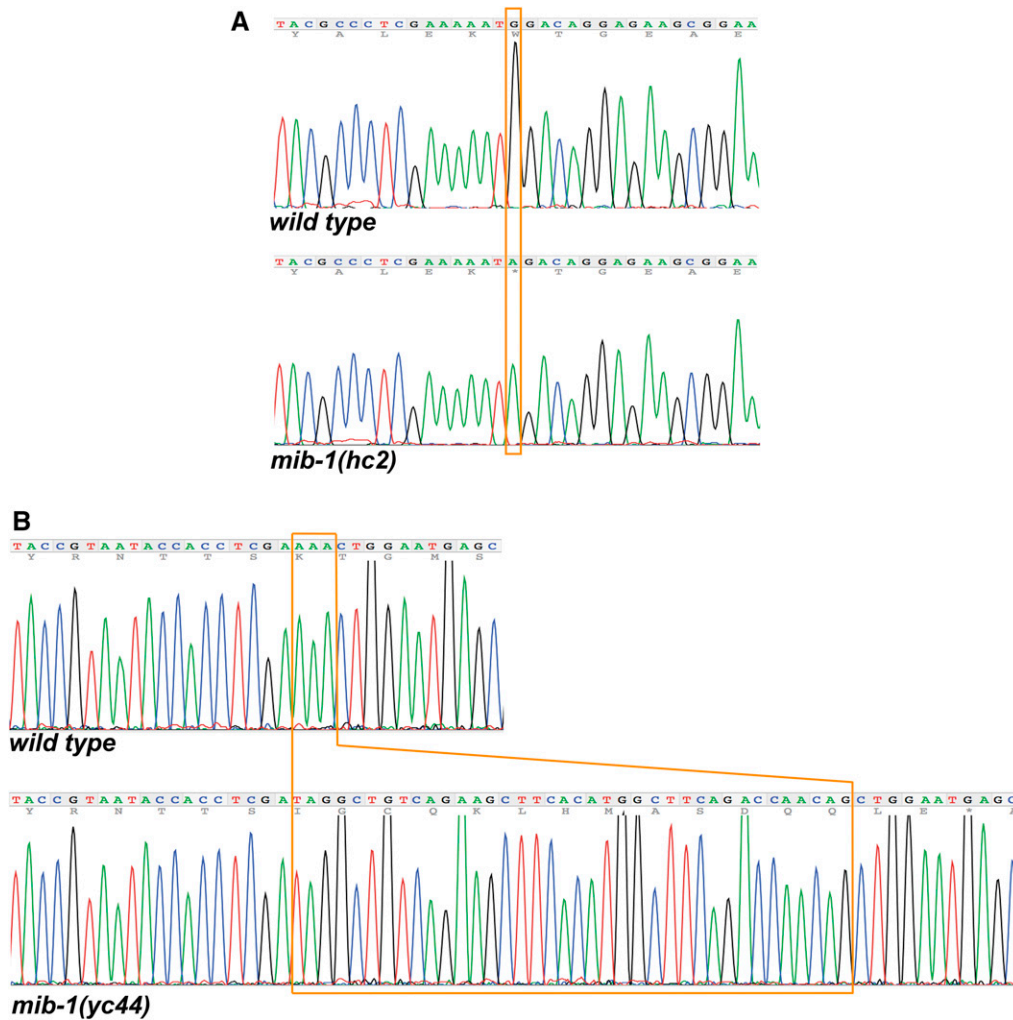 A
TACGCCCTCGAAAAATGGACAGGAGAAGCGGAA
Y A L E K W T G E A E
wild type
TACGCCCTCGAAAAATAGACAGGAGAAGCGGAA
Y A L E K * T G E A E
mib-1(hc2)
B
TACCGTAATACCACCTCGAAAACTGGAATGAGC
Y R N T T S K T G M S
wild type
TACCGTAATACCACCTCGATAGGCTGTCAGAAGCTTCACATGGCTTCAGACCAACAGCTGGAATGAGC
Y R N T T S I G C Q K L H M A S D Q Q L E * A
mib-1(yc44)